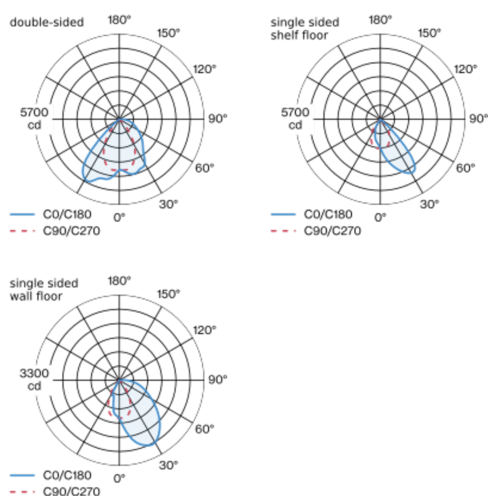 double-sided
180°
150°
120°
90°
60°
30°
0°
5700
cd
C0/C180
C90/C270
single sided
shelf floor
180°
150°
120°
90°
60°
30°
0°
5700
cd
C0/C180
C90/C270
single sided
wall floor
180°
150°
120°
90°
60°
30°
0°
3300
cd
C0/C180
C90/C270